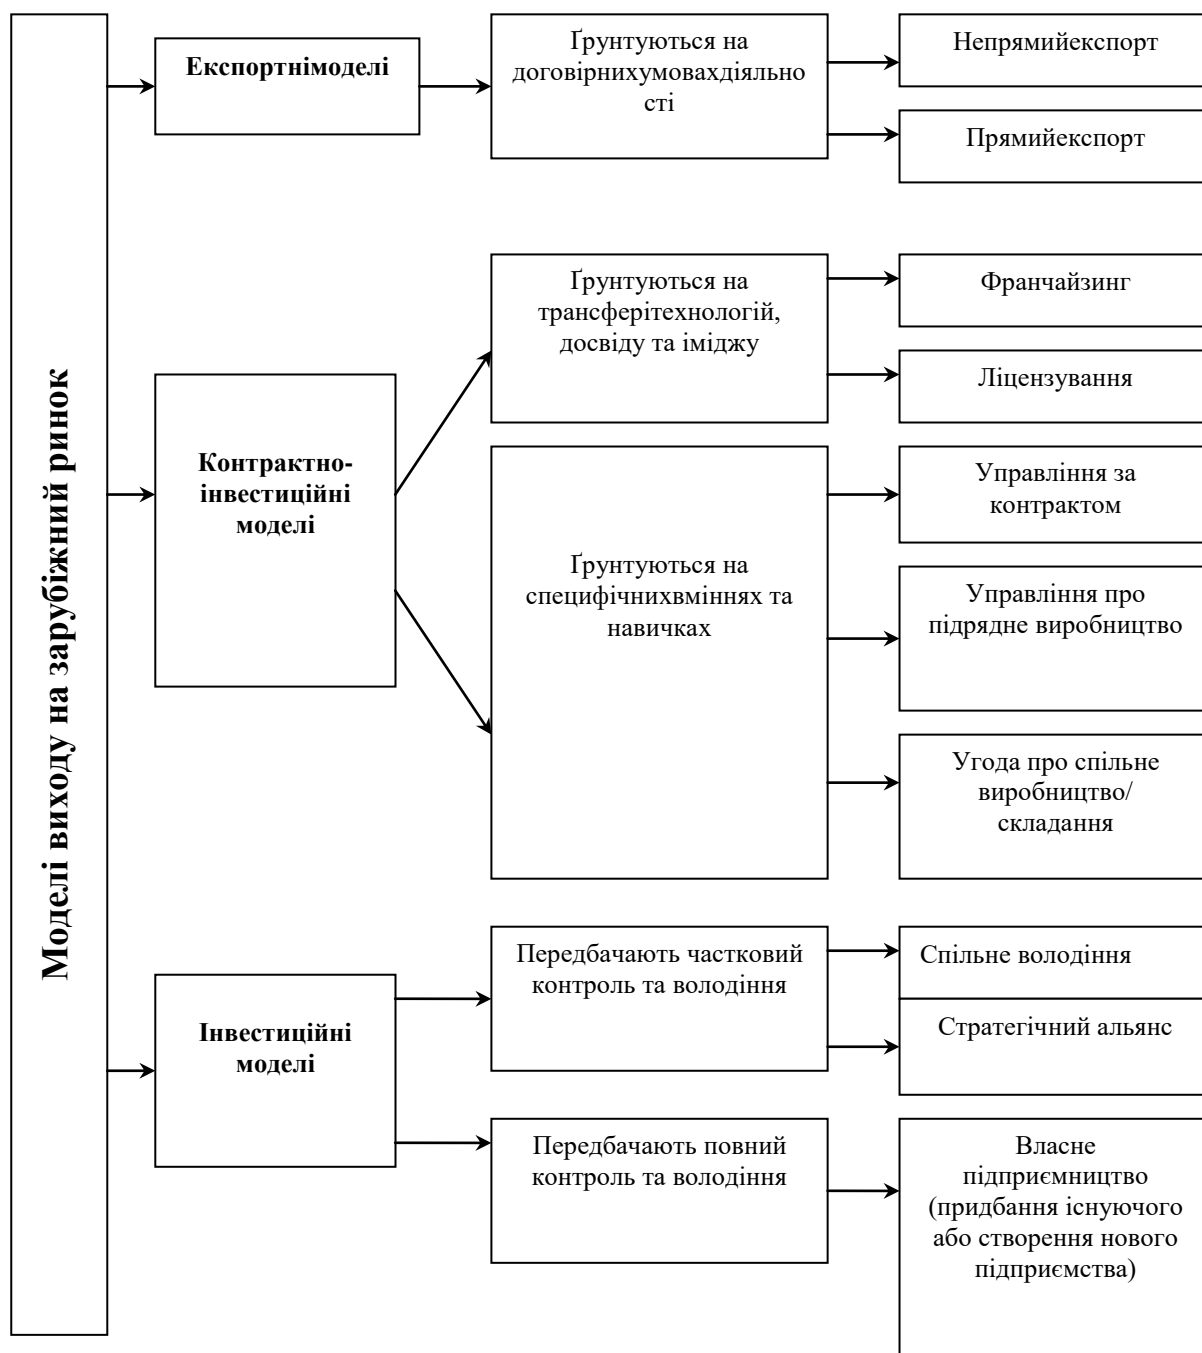 Моделі виходу на зарубіжний ринок
Експортнімоделі
Ґрунтуються на
договірнихумовахдіяльно
сті
Непрямийекспорт
Прямийекспорт
Контрактно-
інвестиційні
моделі
Ґрунтуються на
трансферітехнологій,
досвіду та іміджу
Франчайзинг
Ліцензування
Ґрунтуються на
специфічнихвміннях та
навичках
Управління за
контрактом
Управління про
підрядне виробництво
Угода про спільне
виробництво/
складання
Інвестиційні
моделі
Передбачають частковий
контроль та володіння
Спільне володіння
Стратегічний альянс
Передбачають повний
контроль та володіння
Власне
підприємництво
(придбання існуючого
або створення нового
підприємства)